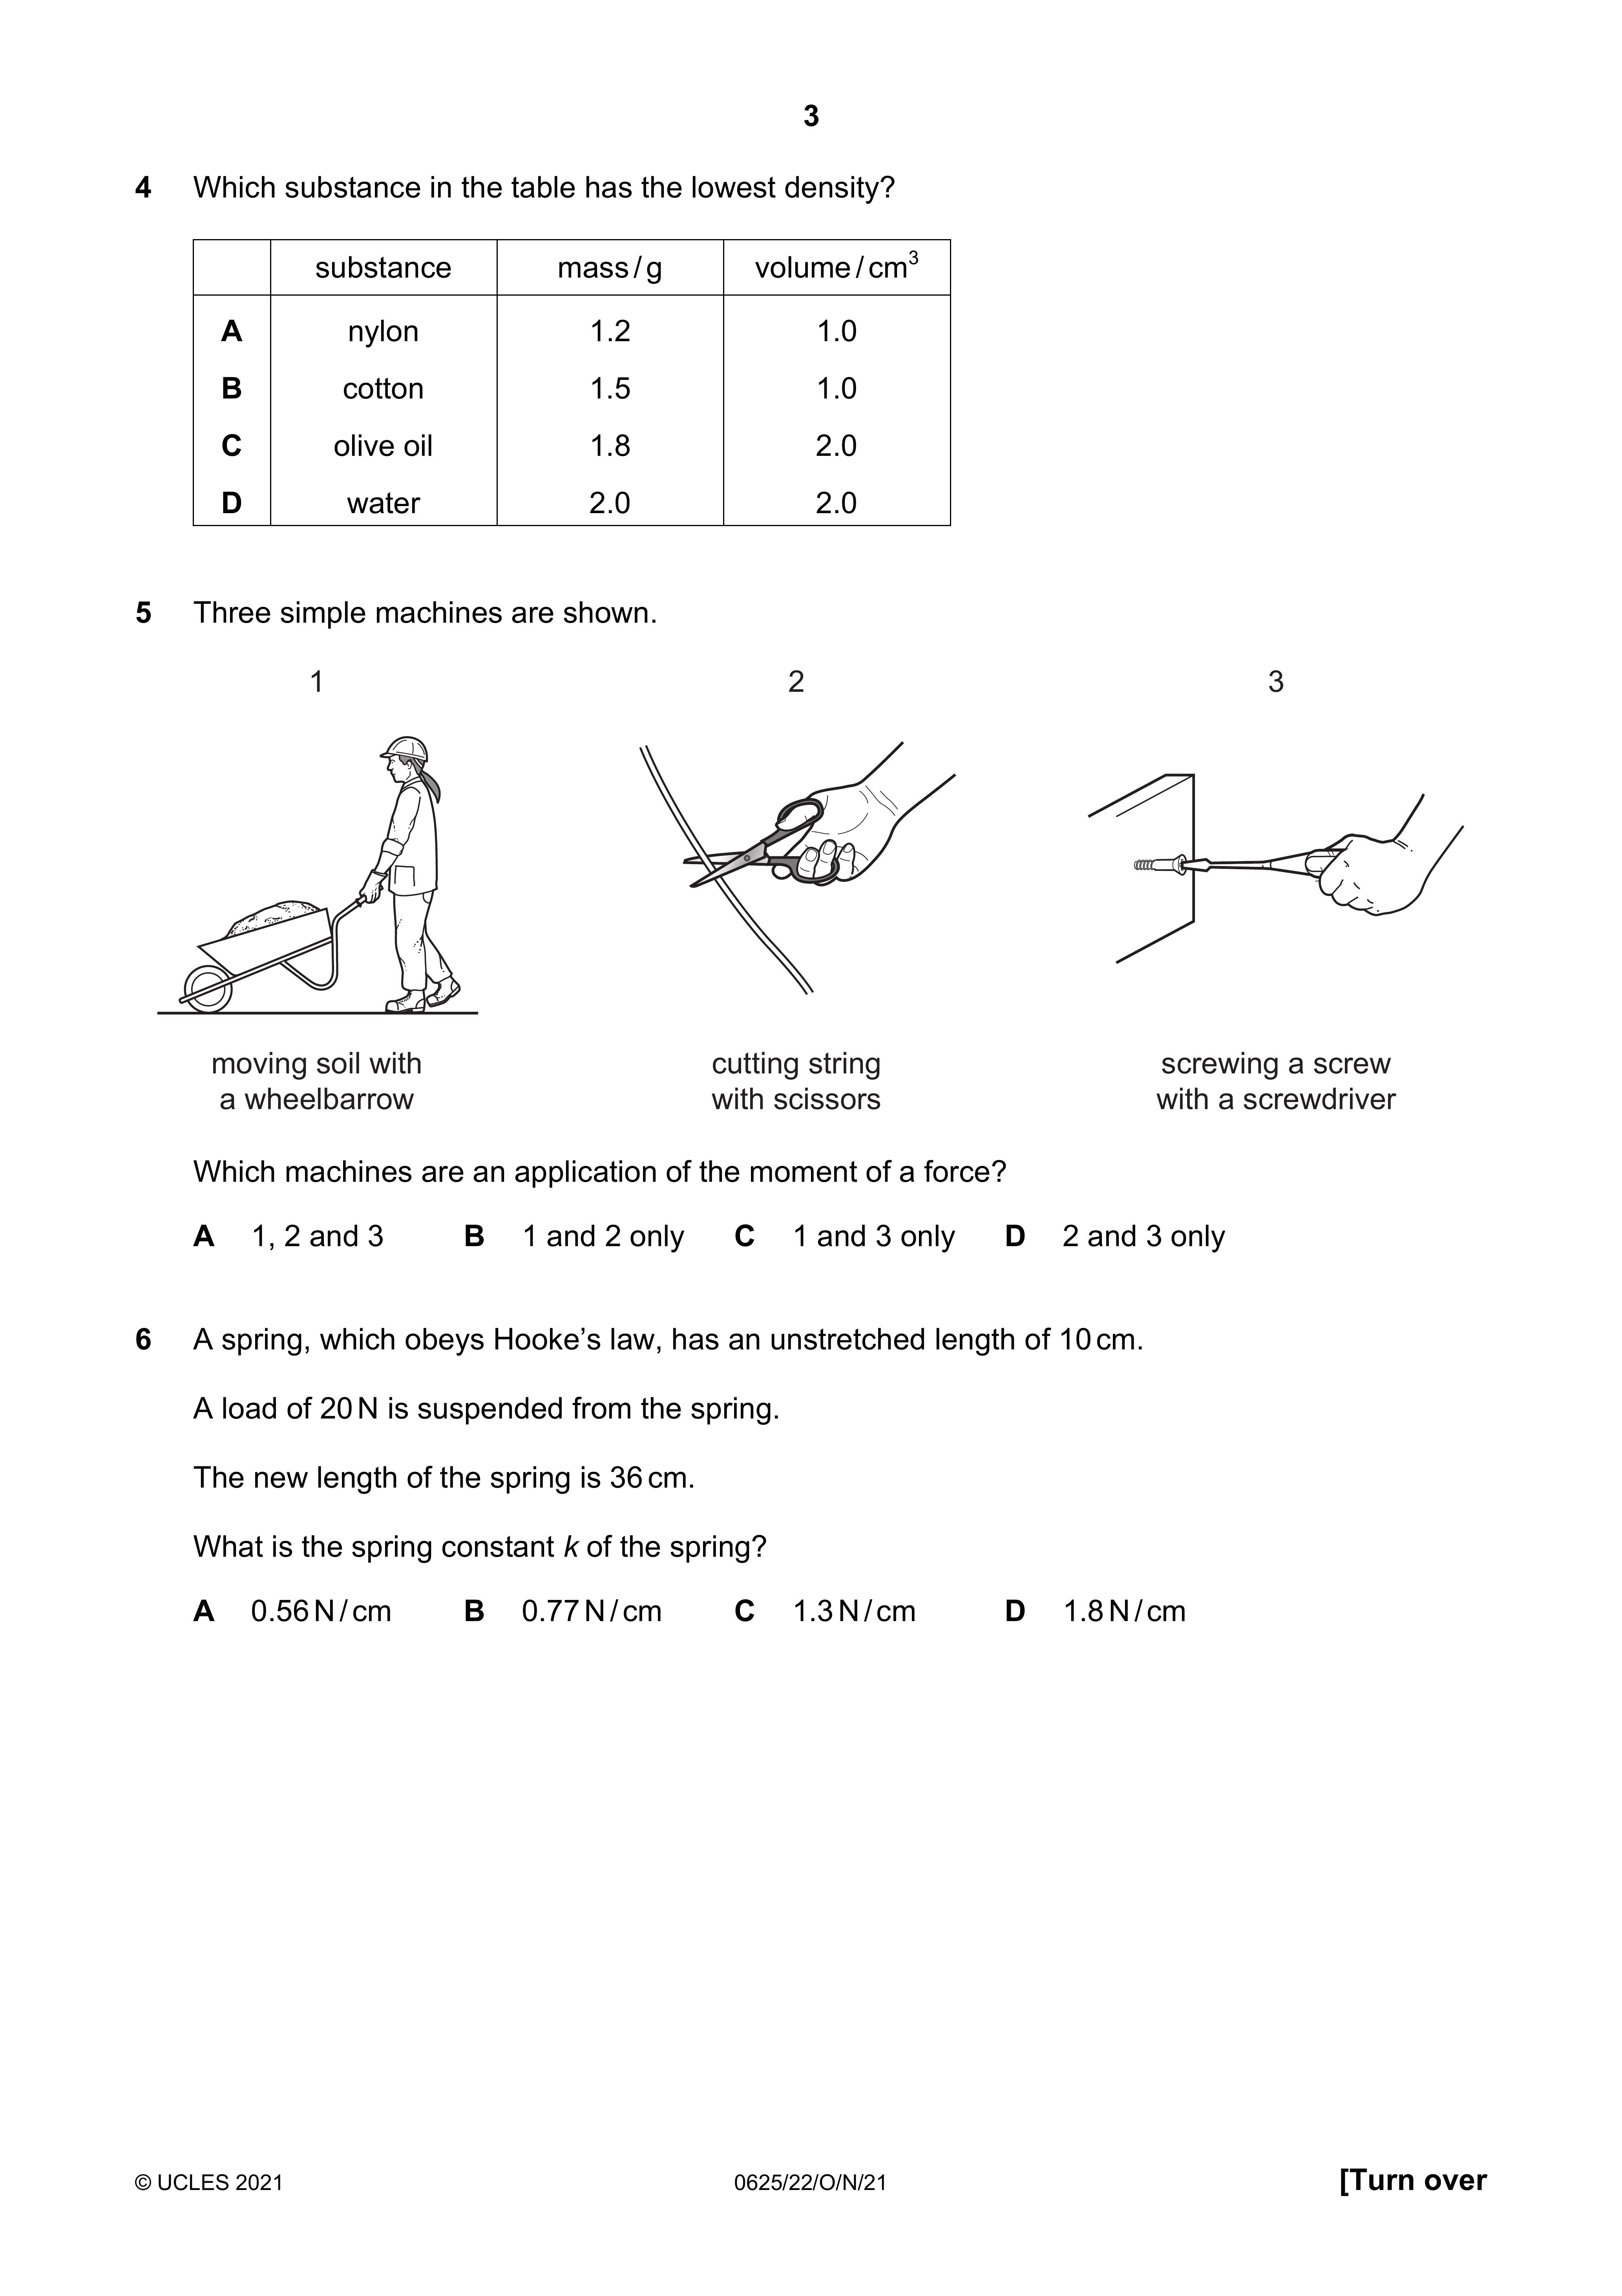 3
4 Which substance in the table has the lowest density?
substance mass / g volume / cm³
A nylon 1.2 1.0
B cotton 1.5 1.0
C olive oil 1.8 2.0
D water 2.0 2.0
5 Three simple machines are shown.
1 2 3
moving soil with cutting string screwing a screw
a wheelbarrow with scissors with a screwdriver
Which machines are an application of the moment of a force?
A 1, 2 and 3 B 1 and 2 only C 1 and 3 only D 2 and 3 only
6 A spring, which obeys Hooke’s law, has an unstretched length of 10 cm.
A load of 20 N is suspended from the spring.
The new length of the spring is 36 cm.
What is the spring constant k of the spring?
A 0.56 N / cm B 0.77 N / cm C 1.3 N / cm D 1.8 N / cm
© UCLES 2021 0625/22/O/N/21 [Turn over